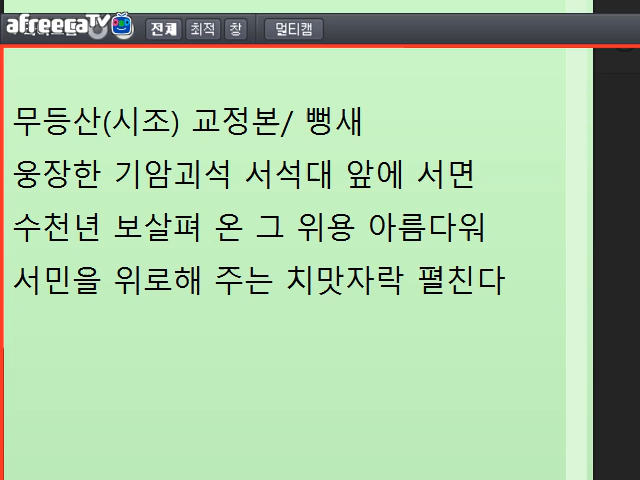 afreecaTV 전체 최적 창 멀티캠
무등산(시조) 교정본/ 뻥새
웅장한 기암괴석 서석대 앞에 서면
수천년 보살펴 온 그 위용 아름다워
서민을 위로해 주는 치맛자락 펼친다